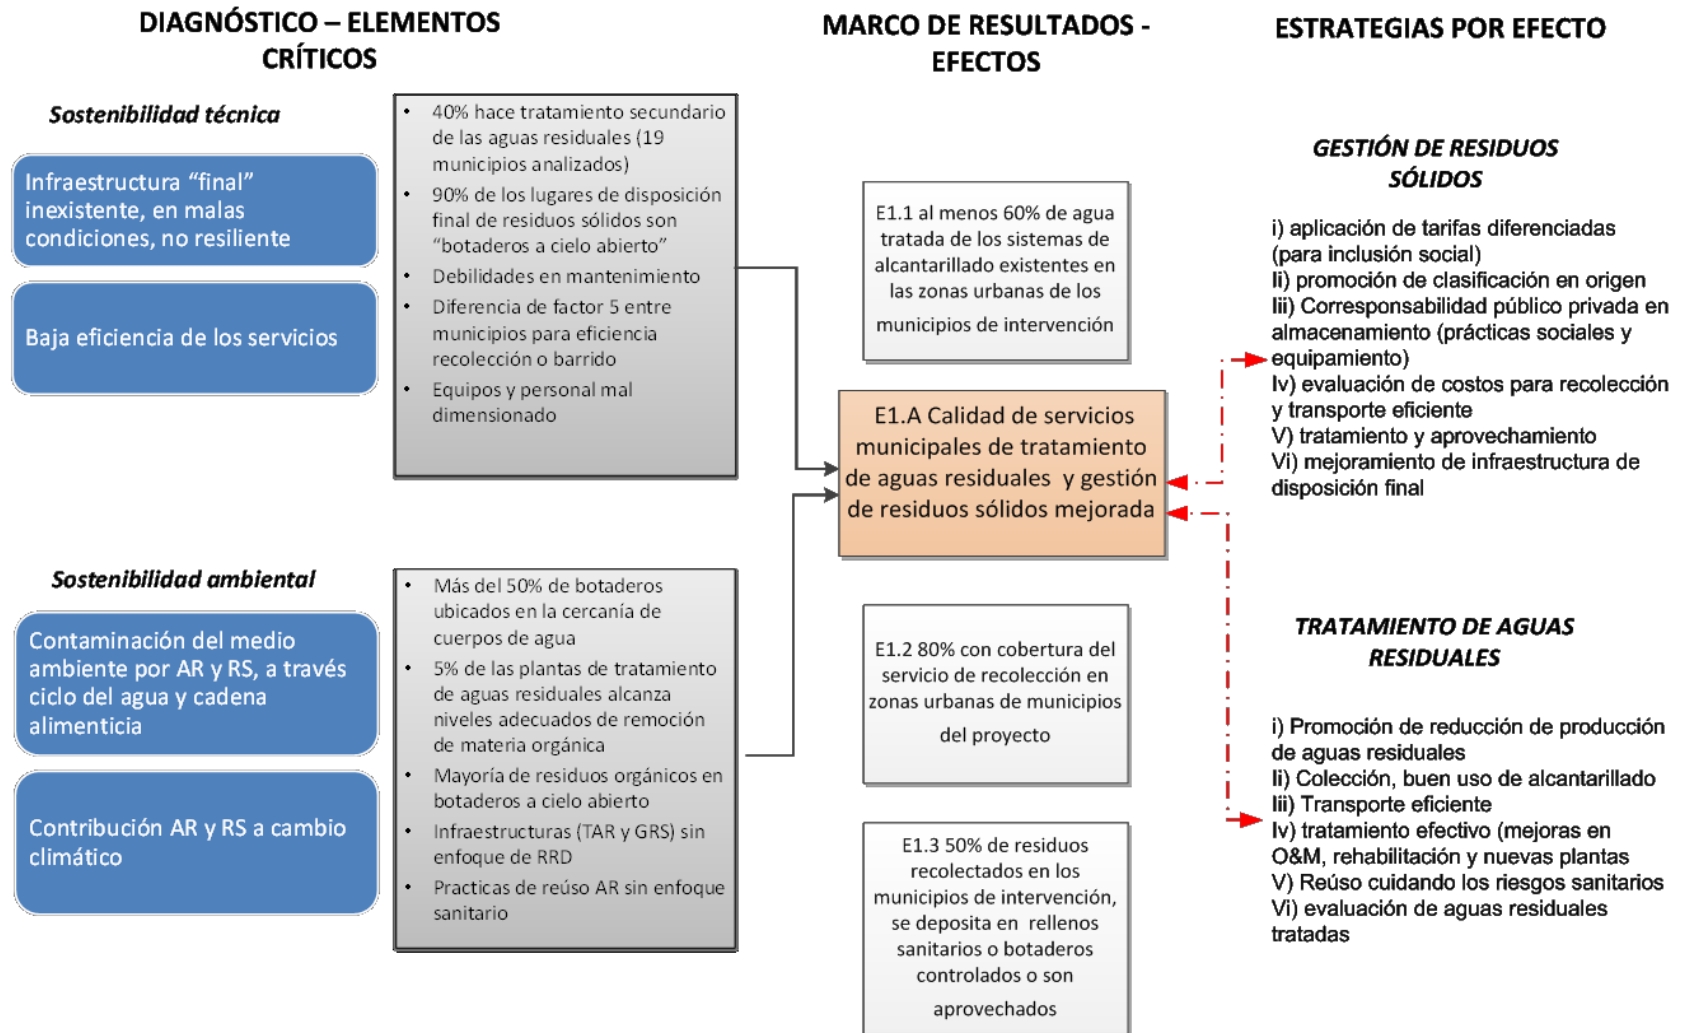 DIAGNÓSTICO – ELEMENTOS
CRÍTICOS
Sostenibilidad técnica
Infraestructura “final”
inexistente, en malas
condiciones, no resiliente
Baja eficiencia de los servicios
• 40% hace tratamiento secundario
de las aguas residuales (19
municipios analizados)
• 90% de los lugares de disposición
final de residuos sólidos son
“botaderos a cielo abierto”
• Debilidades en mantenimiento
• Diferencia de factor 5 entre
municipios para eficiencia
recolección o barrido
• Equipos y personal mal
dimensionado
Sostenibilidad ambiental
Contaminación del medio
ambiente por AR y RS, a través
ciclo del agua y cadena
alimenticia
Contribución AR y RS a cambio
climático
• Más del 50% de botaderos
ubicados en la cercanía de
cuerpos de agua
• 5% de las plantas de tratamiento
de aguas residuales alcanza
niveles adecuados de remoción
de materia orgánica
• Mayoría de residuos orgánicos en
botaderos a cielo abierto
• Infraestructuras (TAR y GRS) sin
enfoque de RRD
• Practicas de reúso AR sin enfoque
sanitario
MARCO DE RESULTADOS -
EFECTOS
E1.1 al menos 60% de agua
tratada de los sistemas de
alcantarillado existentes en
las zonas urbanas de los
municipios de intervención
E1.A Calidad de servicios
municipales de tratamiento
de aguas residuales y gestión
de residuos sólidos mejorada
E1.2 80% con cobertura del
servicio de recolección en
zonas urbanas de municipios
del proyecto
E1.3 50% de residuos
recolectados en los
municipios de intervención,
se deposita en rellenos
sanitarios o botaderos
controlados o son
aprovechados
ESTRATEGIAS POR EFECTO
GESTIÓN DE RESIDUOS
SÓLIDOS
i) aplicación de tarifas diferenciadas
(para inclusión social)
Ii) promoción de clasificación en origen
Iii) Corresponsabilidad público privada en
almacenamiento (prácticas sociales y
equipamiento)
Iv) evaluación de costos para recolección
y transporte eficiente
V) tratamiento y aprovechamiento
Vi) mejoramiento de infraestructura de
disposición final
TRATAMIENTO DE AGUAS
RESIDUALES
i) Promoción de reducción de producción
de aguas residuales
Ii) Colección, buen uso de alcantarillado
Iii) Transporte eficiente
Iv) tratamiento efectivo (mejoras en
O&M, rehabilitación y nuevas plantas
V) Reúso cuidando los riesgos sanitarios
Vi) evaluación de aguas residuales
tratadas